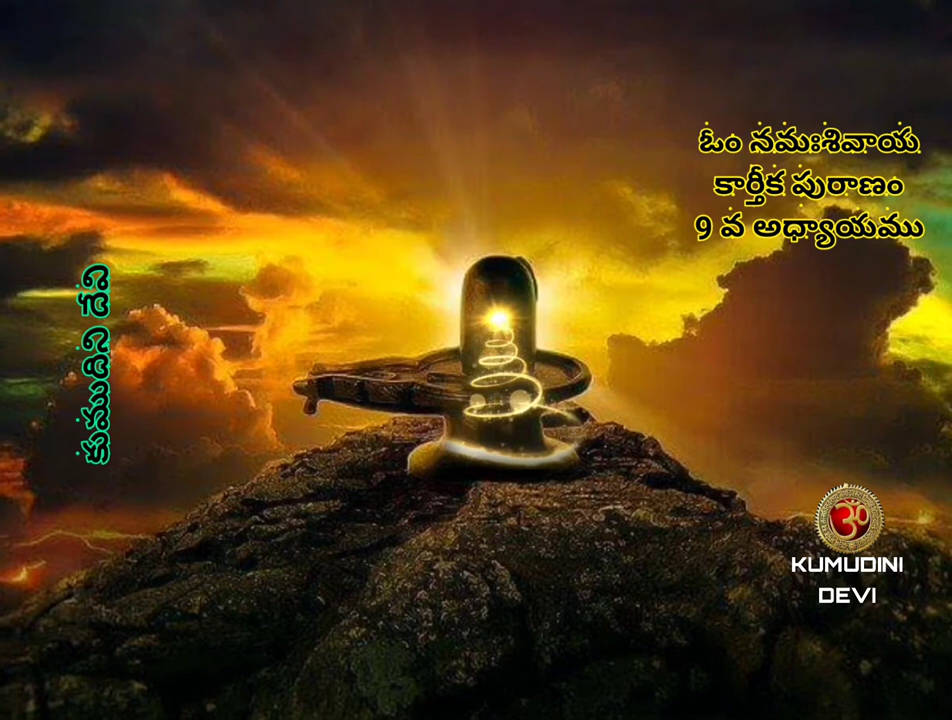 ఓం నమఃశివాయ
కార్తీక పురాణం
9 వ అధ్యాయము
కుముదిని దేవి
ॐ
KUMUDINI
DEVI